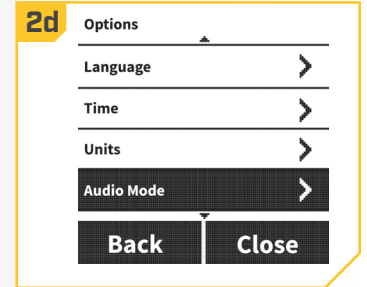 2d
Options
Language
Time
Units
Audio Mode
Back Close